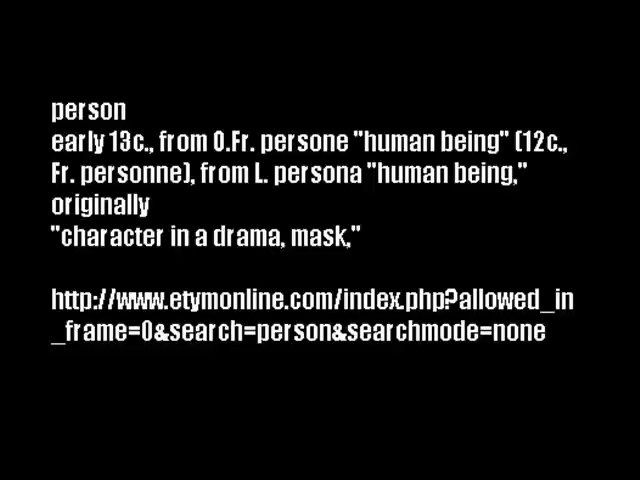 person
early 13c., from O.Fr. persone "human being" (12c.,
Fr. personne), from L. persona "human being,"
originally
"character in a drama, mask,"
http://www.etymonline.com/index.php?allowed_in
_frame=0&search=person&searchmode=none